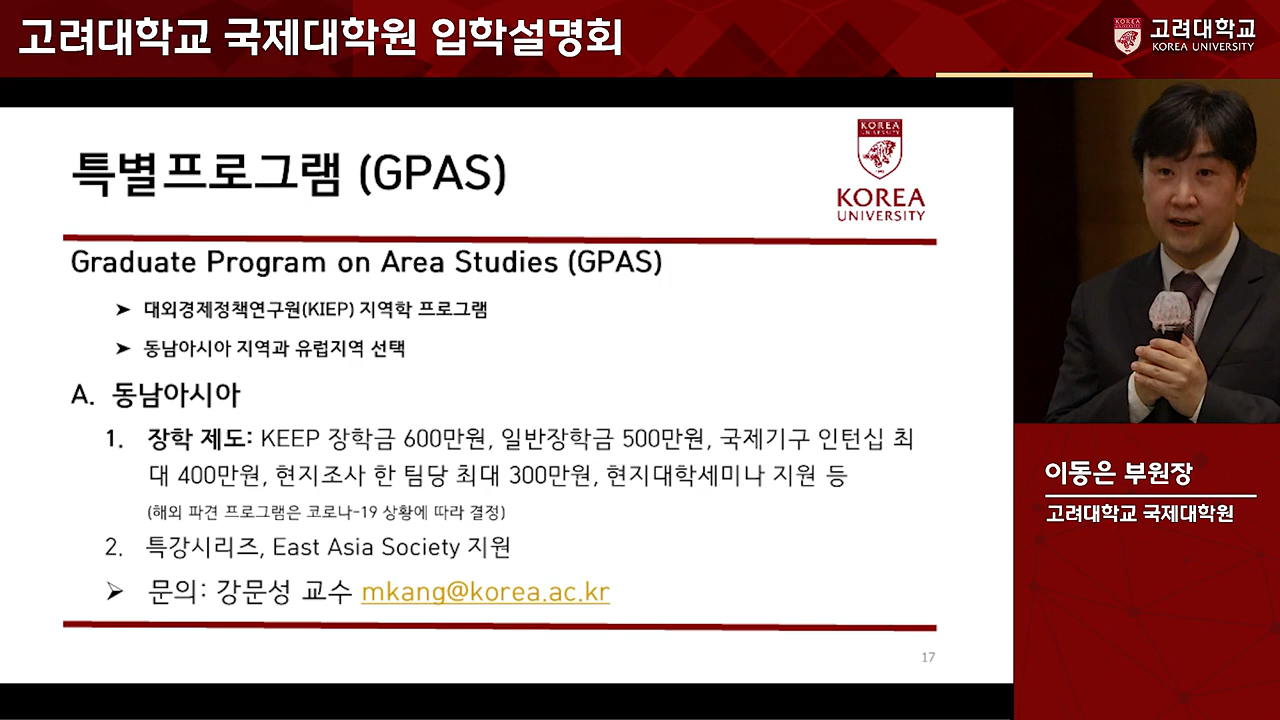 고려대학교 국제대학원 입학설명회
KOREA
고려대학교
KOREA UNIVERSITY
특별프로그램 (GPAS)
KOREA
UNIVERSITY
KOREA
UNIVERSITY
Graduate Program on Area Studies (GPAS)
➤ 대외경제정책연구원(KIEP) 지역학 프로그램
➤ 동남아시아 지역과 유럽지역 선택
A. 동남아시아
1. 장학 제도: KEEP 장학금 600만원, 일반장학금 500만원, 국제기구 인턴십 최
대 400만원, 현지조사 한 팀당 최대 300만원, 현지대학세미나 지원 등
(해외 파견 프로그램은 코로나-19 상황에 따라 결정)
2. 특강시리즈, East Asia Society 지원
➢ 문의: 강문성 교수 mkang@korea.ac.kr
17
이동은 부원장
고려대학교 국제대학원